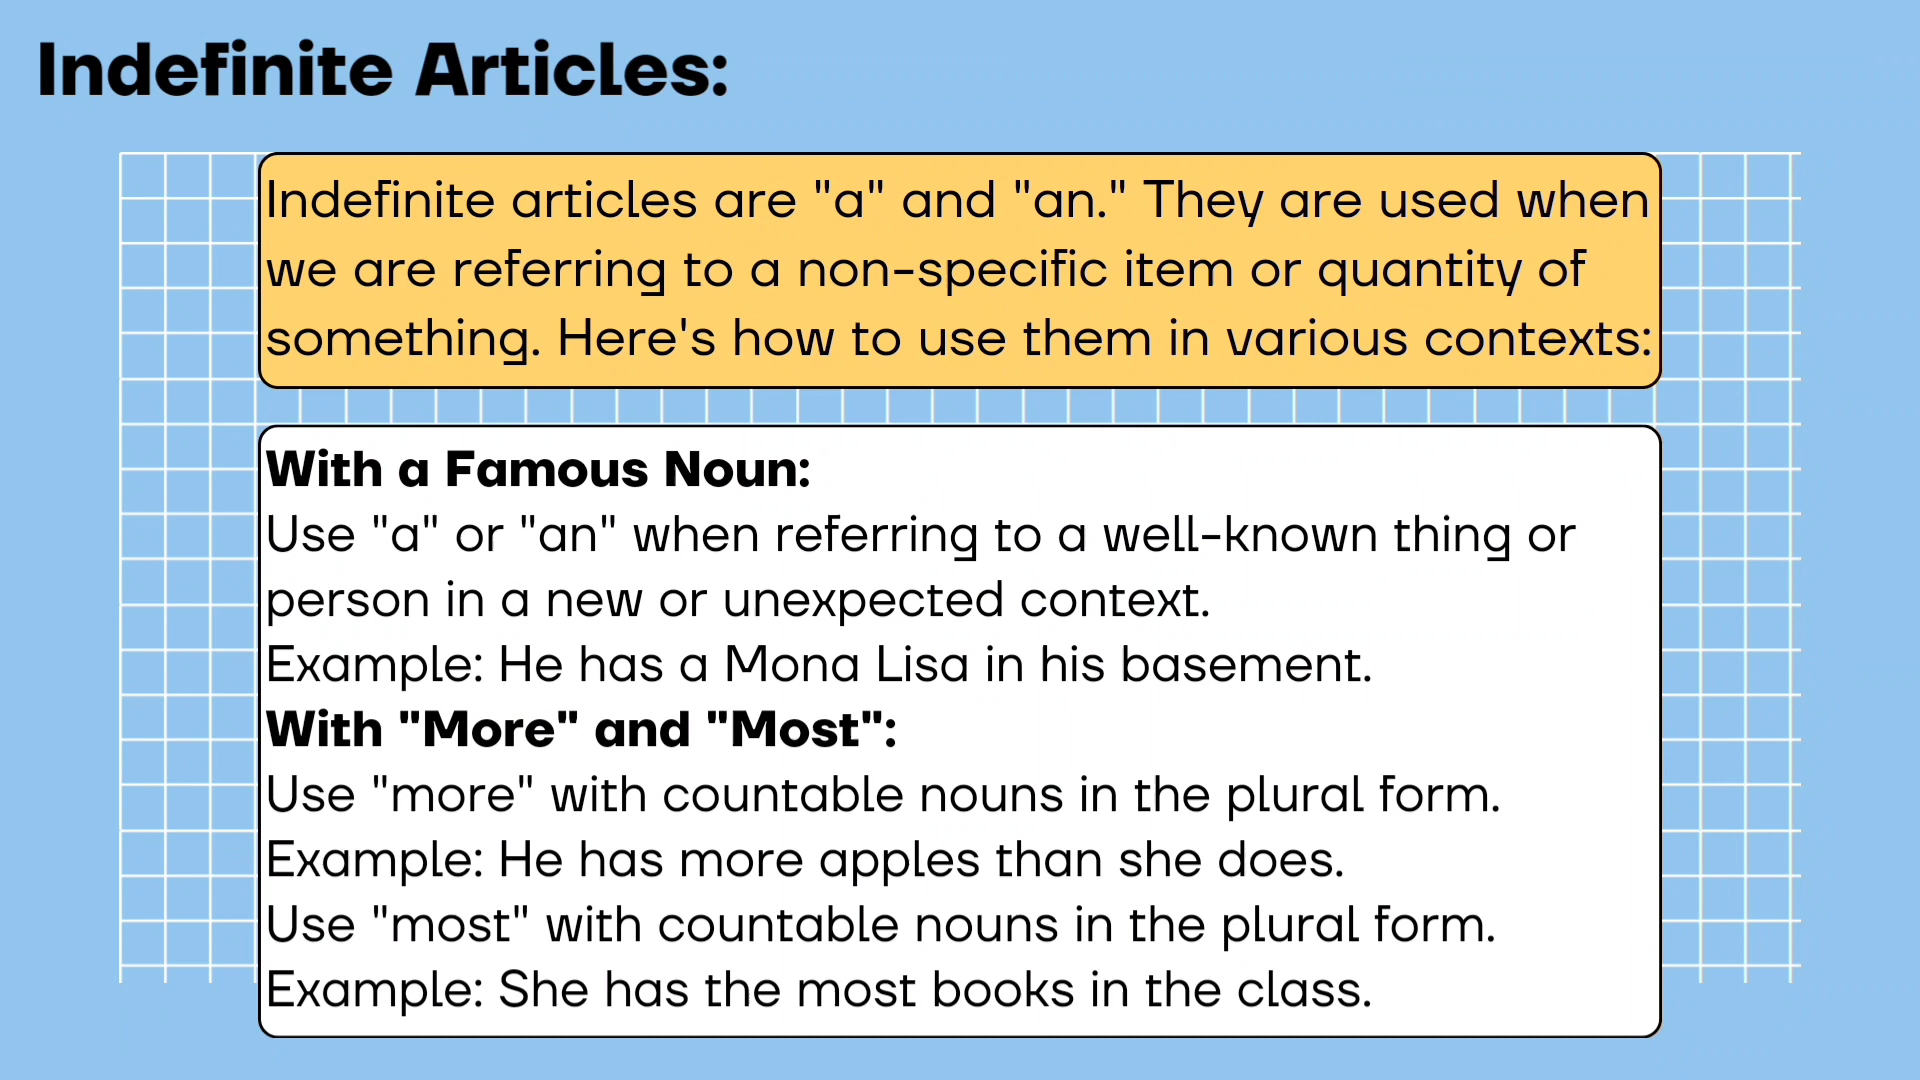 Indefinite Articles:
Indefinite articles are "a" and "an." They are used when
we are referring to a non-specific item or quantity of
something. Here's how to use them in various contexts:
With a Famous Noun:
Use "a" or "an" when referring to a well-known thing or
person in a new or unexpected context.
Example: He has a Mona Lisa in his basement.
With "More" and "Most":
Use "more" with countable nouns in the plural form.
Example: He has more apples than she does.
Use "most" with countable nouns in the plural form.
Example: She has the most books in the class.